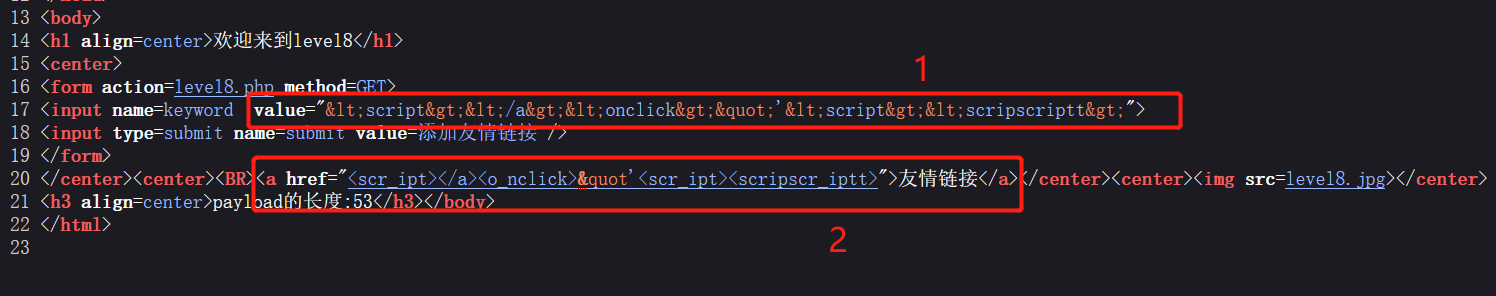 13 <body>
14 <h1 align=center>欢迎来到level8</h1>
15 <center>
1
16 <form action=level8.php method=GET>
17 <input name=keyword  value="&lt;script&gt;&lt;/a&gt;&lt;onclick&gt;&quot;'&lt;script&gt;&lt;scripscriptt&gt;">
18 <input type=submit name=submit value=添加友情链接 />
19 </form>
20 </center><center><BR><a href="<scr_ipt></a><o_nclick>&quot'<scr_ipt><scripscr_iptt>">友情链接</a></center><center><img src=level8.jpg></center>
21 <h3 align=center>payload的长度:53</h3></body>
22 </html>
2
23